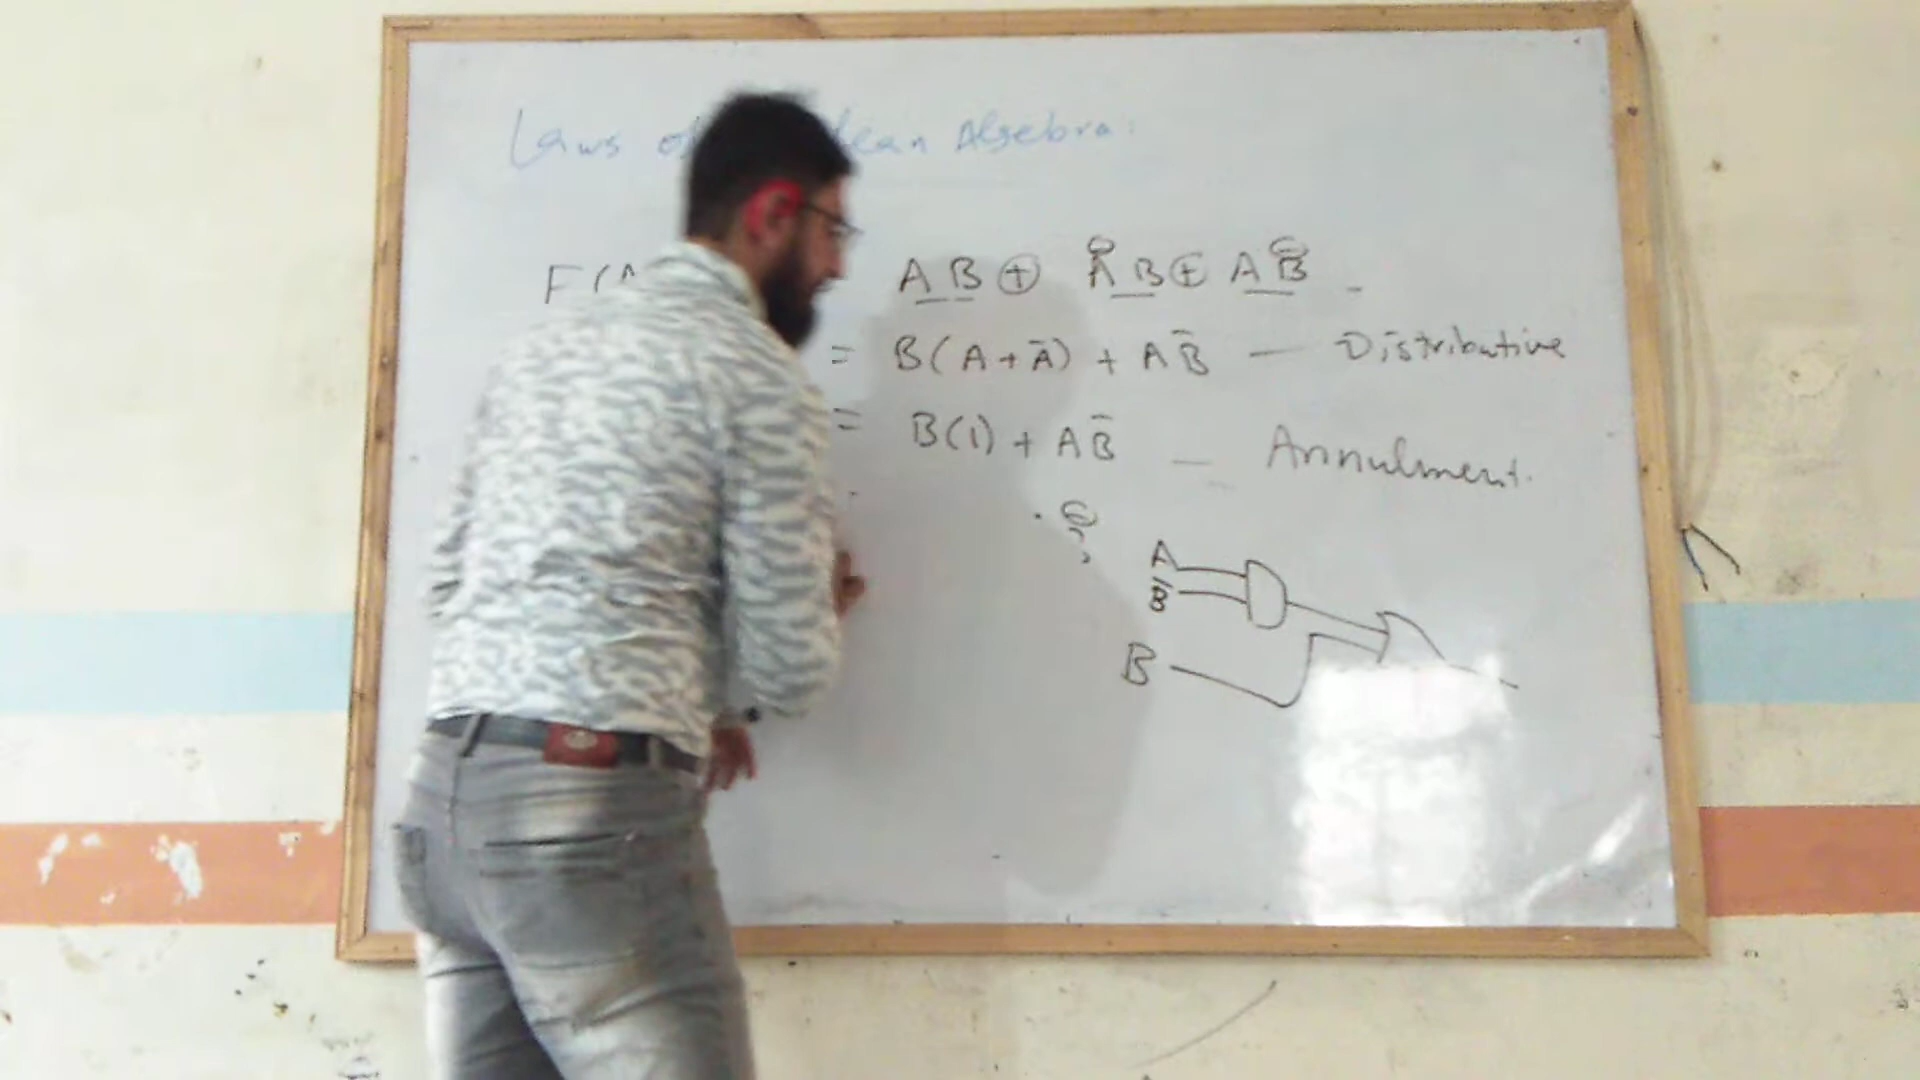 Laws of
Algebra:
F(A AB ⊕ ĀB ⊕ AB̄
= B(A+Ā) + AB̄ — Distributive
= B(1) + AB̄ — Annulment.
A
B̄
B